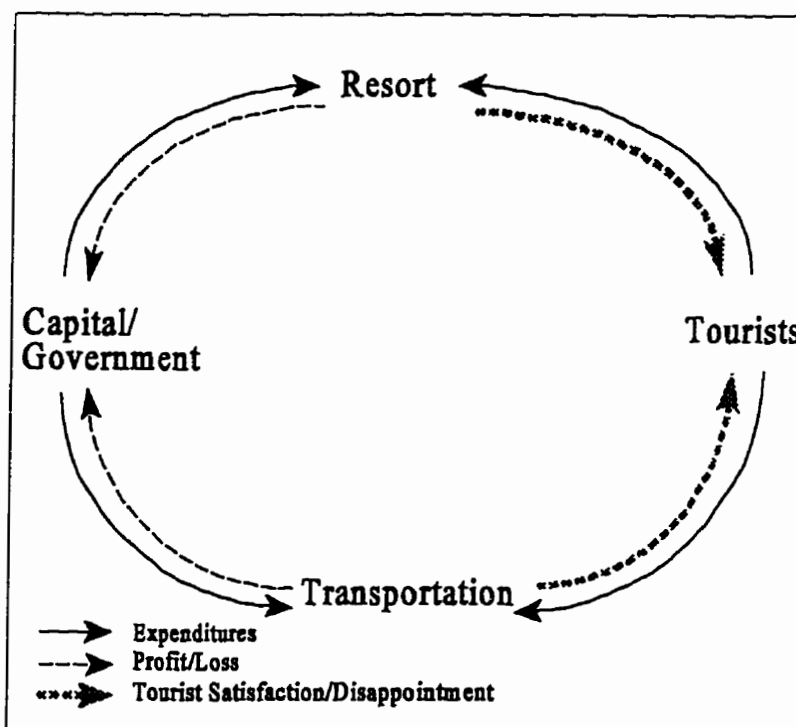 Resort
Capital/
Government
Tourists
Transportation
Expenditures
Profit/Loss
Tourist Satisfaction/Disappointment